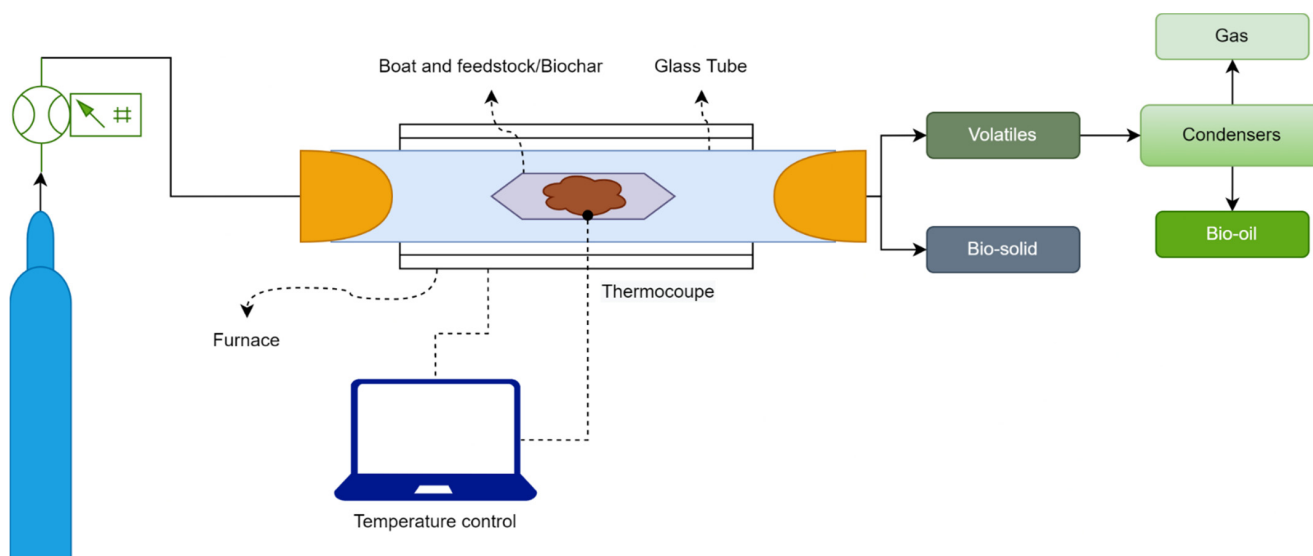 Gas
Boat and feedstock/Biochar
Glass Tube
#
Volatiles
Condensers
Bio-solid
Bio-oil
Thermocoupe
Furnace
Temperature control